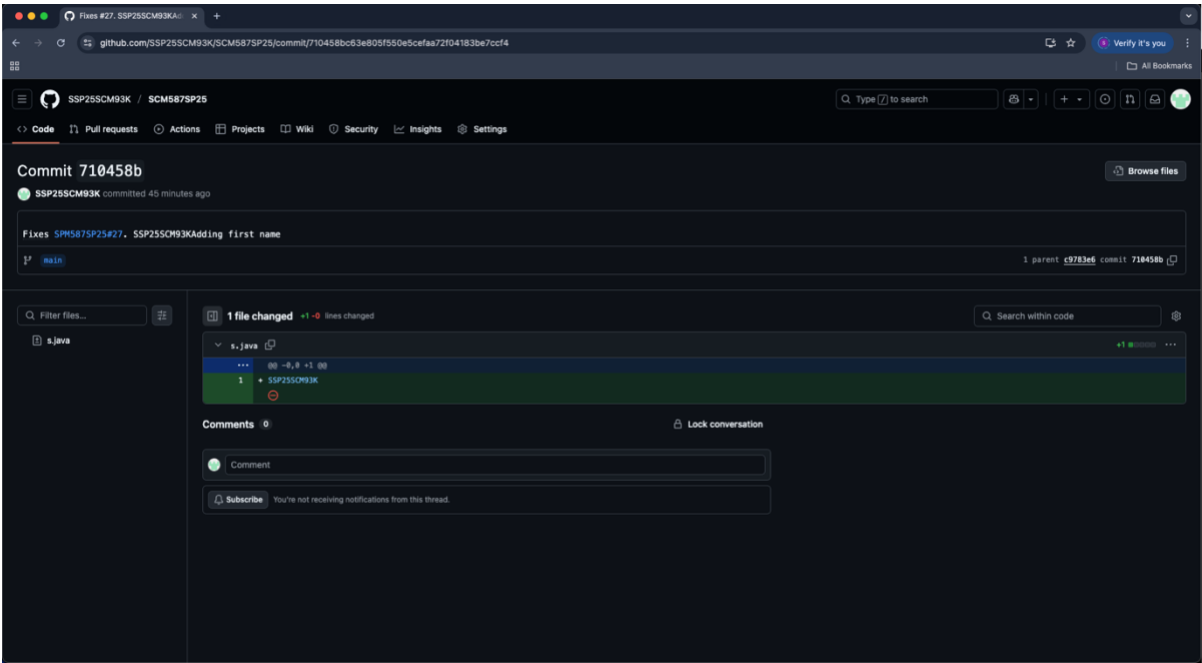 Fixes #27. SSP25SCM93KAd
github.com/SSP25SCM93K/SCM587SP25/commit/710458bc63e805f550e5cefaa72f04183be7ccf4
Verify it's you
All Bookmarks
SSP25SCM93K / SCM587SP25
Type / to search
Code Pull requests Actions Projects Wiki Security Insights Settings
Commit 710458b
Browse files
SSP25SCM93K committed 45 minutes ago
Fixes SPM587SP25#27. SSP25SCM93KAdding first name
main
1 parent c9783e6 commit 710458b
Filter files...
1 file changed +1 -0 lines changed
Search within code
s.java
s.java
+1
@@ -0,0 +1 @@
1 + SSP25SCM93K
Comments 0
Lock conversation
Comment
Subscribe You're not receiving notifications from this thread.